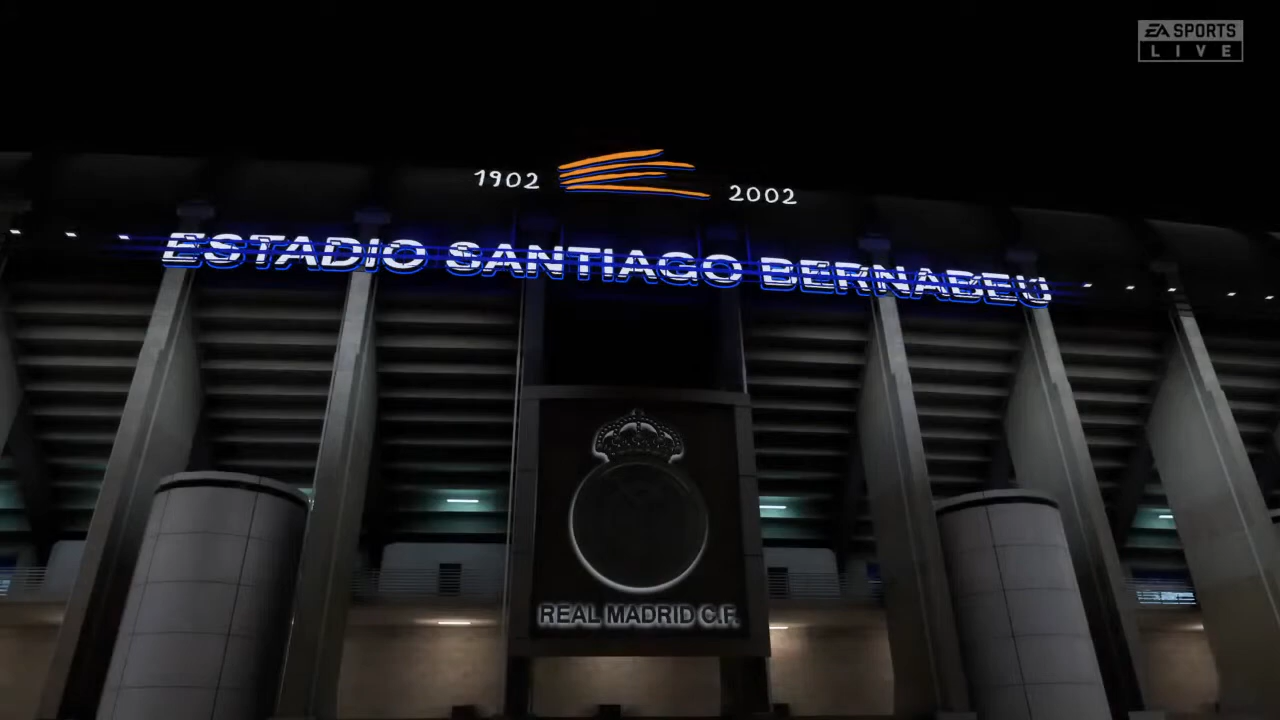 EA SPORTS
LIVE
1902 2002
ESTADIO SANTIAGO BERNABEU
REAL MADRID C.F.